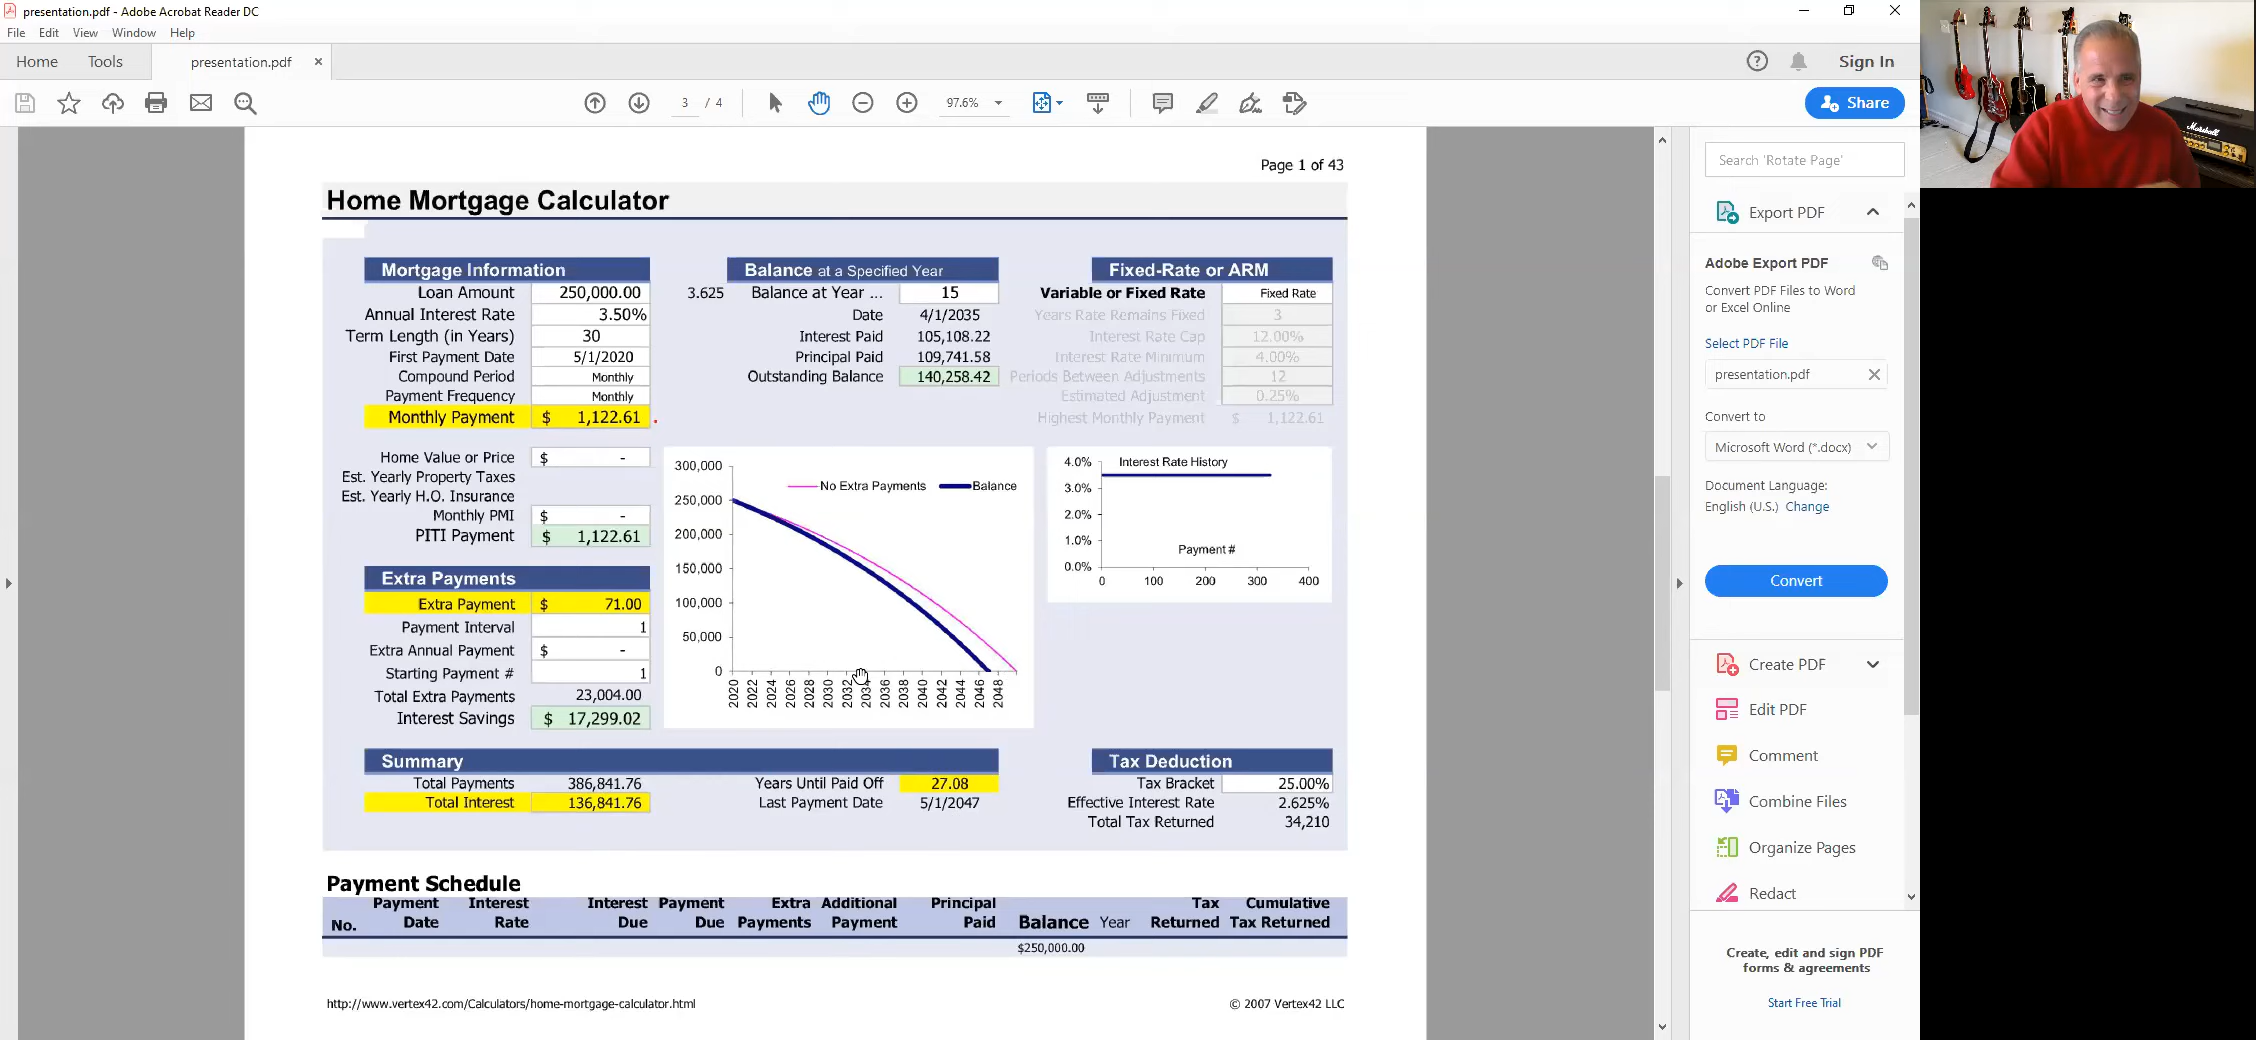 presentation.pdf - Adobe Acrobat Reader DC
File Edit View Window Help
Home Tools presentation.pdf × Sign In
3 / 4 97.6% Share
Page 1 of 43
Home Mortgage Calculator
Mortgage Information
Loan Amount 250,000.00
Annual Interest Rate 3.50%
Term Length (in Years) 30
First Payment Date 5/1/2020
Compound Period Monthly
Payment Frequency Monthly
Monthly Payment $ 1,122.61
3.625
Balance at a Specified Year
Balance at Year ... 15
Date 4/1/2035
Interest Paid 105,108.22
Principal Paid 109,741.58
Outstanding Balance 140,258.42
Fixed-Rate or ARM
Variable or Fixed Rate Fixed Rate
Years Rate Remains Fixed 3
Interest Rate Cap 12.00%
Interest Rate Minimum 4.00%
Periods Between Adjustments 12
Estimated Adjustment 0.25%
Highest Monthly Payment $ 1,122.61
Home Value or Price $ -
Est. Yearly Property Taxes
Est. Yearly H.O. Insurance
Monthly PMI $ -
PITI Payment $ 1,122.61
Extra Payments
Extra Payment $ 71.00
Payment Interval 1
Extra Annual Payment $ -
Starting Payment # 1
Total Extra Payments 23,004.00
Interest Savings $ 17,299.02
No Extra Payments Balance
300,000
250,000
200,000
150,000
100,000
50,000
0
2020 2022 2024 2026 2028 2030 2032 2034 2036 2038 2040 2042 2044 2046 2048
Interest Rate History
4.0%
3.0%
2.0%
1.0%
0.0%
Payment #
0 100 200 300 400
Summary
Total Payments 386,841.76
Total Interest 136,841.76
Years Until Paid Off 27.08
Last Payment Date 5/1/2047
Tax Deduction
Tax Bracket 25.00%
Effective Interest Rate 2.625%
Total Tax Returned 34,210
Payment Schedule
No. Payment Date Interest Rate Interest Due Payment Due Extra Payments Additional Payment Principal Paid Balance Year Tax Returned Cumulative Tax Returned
$250,000.00
http://www.vertex42.com/Calculators/home-mortgage-calculator.html
© 2007 Vertex42 LLC
Search 'Rotate Page'
Export PDF
Adobe Export PDF
Convert PDF Files to Word
or Excel Online
Select PDF File
presentation.pdf
Convert to
Microsoft Word (*.docx)
Document Language:
English (U.S.) Change
Convert
Create PDF
Edit PDF
Comment
Combine Files
Organize Pages
Redact
Create, edit and sign PDF
forms & agreements
Start Free Trial
Marshall